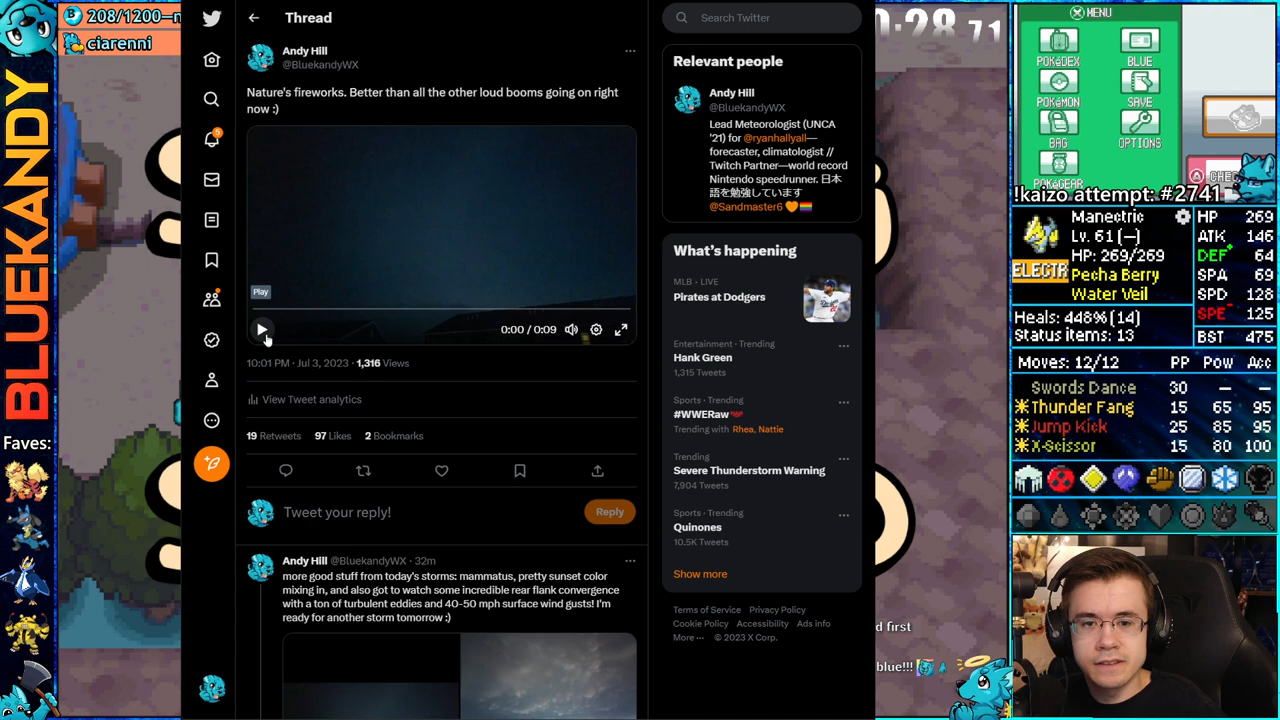 208/1200
ciarenni
BLUEKANDY
Faves:
Thread
Andy Hill
@BluekandyWX
Nature's fireworks. Better than all the other loud booms going on right
now :)
Play
0:00 / 0:09
10:01 PM · Jul 3, 2023 · 1,316 Views
View Tweet analytics
19 Retweets 97 Likes 2 Bookmarks
Tweet your reply!
Reply
Andy Hill @BluekandyWX · 32m
more good stuff from today's storms: mammatus, pretty sunset color
mixing in, and also got to watch some incredible rear flank convergence
with a ton of turbulent eddies and 40-50 mph surface wind gusts! I'm
ready for another storm tomorrow :)
5
Search Twitter
Relevant people
Andy Hill
@BluekandyWX
Lead Meteorologist (UNCA
'21) for @ryanhallyall—
forecaster, climatologist //
Twitch Partner—world record
Nintendo speedrunner. 日本
語を勉強しています
@Sandmaster6 🧡🏳️‍🌈
What's happening
MLB · LIVE
Pirates at Dodgers
Entertainment · Trending
Hank Green
1,315 Tweets
Sports · Trending
#WWERaw
Trending with Rhea, Nattie
Trending
Severe Thunderstorm Warning
7,904 Tweets
Sports · Trending
Quinones
10.5K Tweets
Show more
Terms of Service Privacy Policy
Cookie Policy Accessibility Ads info
More ··· © 2023 X Corp.
:28 71
d first
blue!!!
MENU
POKéDEX BLUE
POKéMON SAVE
BAG OPTIONS
POKéGEAR
A CHEC
!kaizo attempt: #2741
Manectric
Lv. 61 (—)
HP: 269/269
Pecha Berry
Water Veil
ELECTR
Heals: 448% (14)
Status items: 13
HP 269
ATK 146
DEF 64
SPA 69
SPD 128
SPE 125
BST 475
Moves: 12/12 PP Pow Acc
Swords Dance 30 — —
Thunder Fang 15 65 95
Jump Kick 25 85 95
X-Scissor 15 80 100